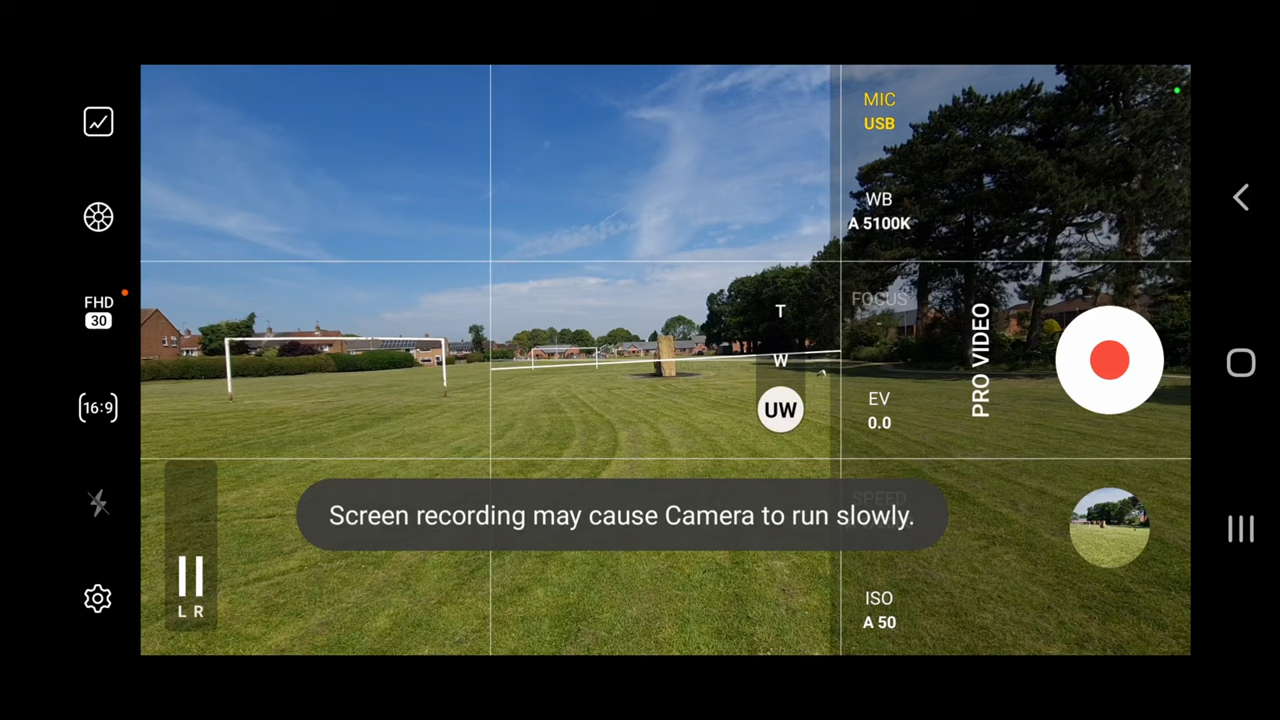 MIC
USB
WB
A 5100K
FOCUS
FHD
30
T
W
UW
PRO VIDEO
16:9
EV
0.0
SPEED
Screen recording may cause Camera to run slowly.
L R
ISO
A 50